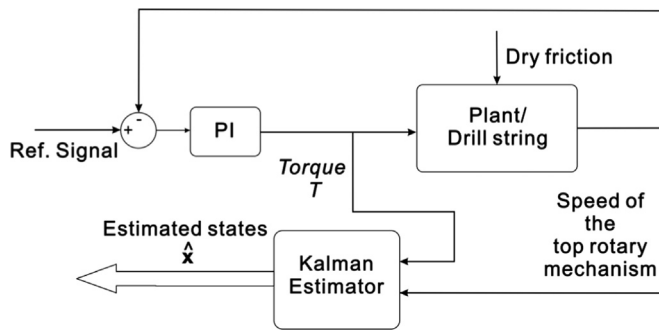 Dry friction
-
+
PI
Plant/
Drill string
Ref. Signal
Torque
T
Speed of
the
top rotary
mechanism
Estimated states
x̂
Kalman
Estimator